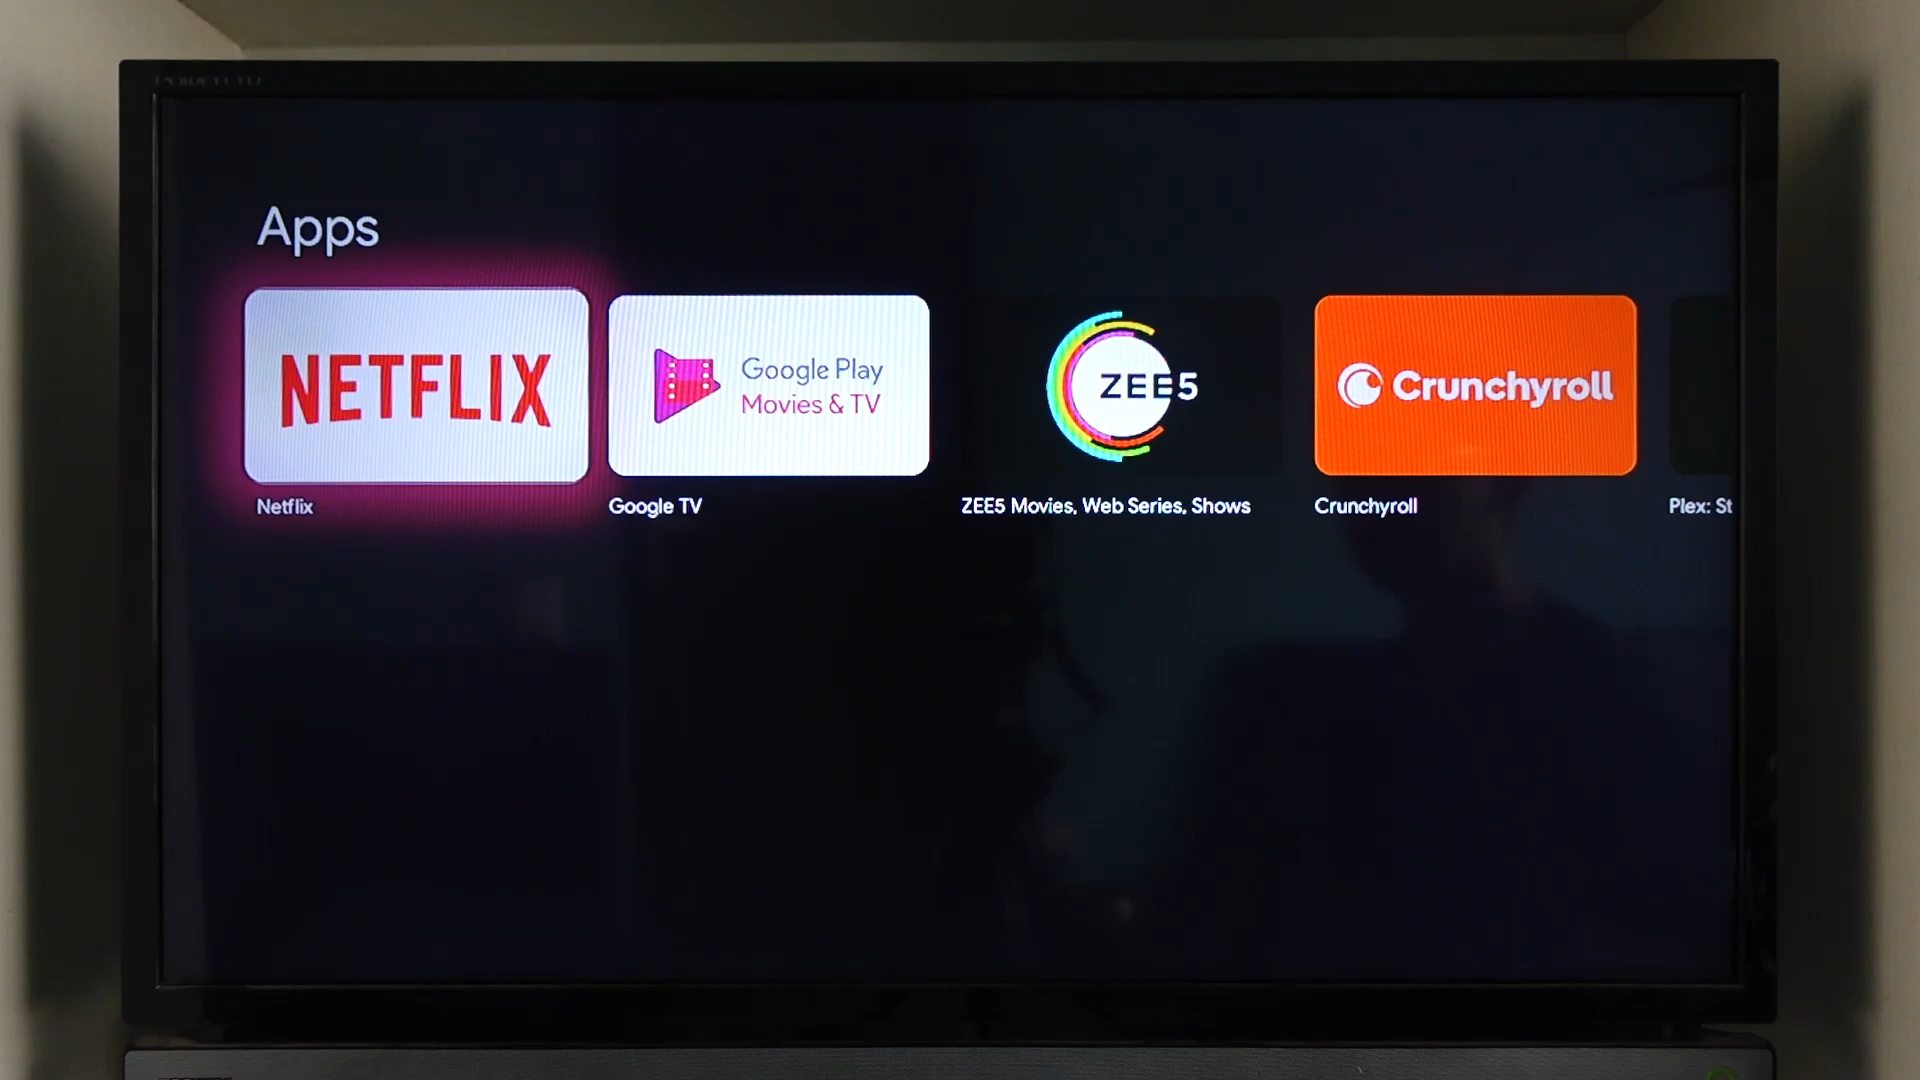 Apps
NETFLIX
Google Play
Movies & TV
ZEE5
Crunchyroll
Netflix
Google TV
ZEE5 Movies, Web Series, Shows
Crunchyroll
Plex: St